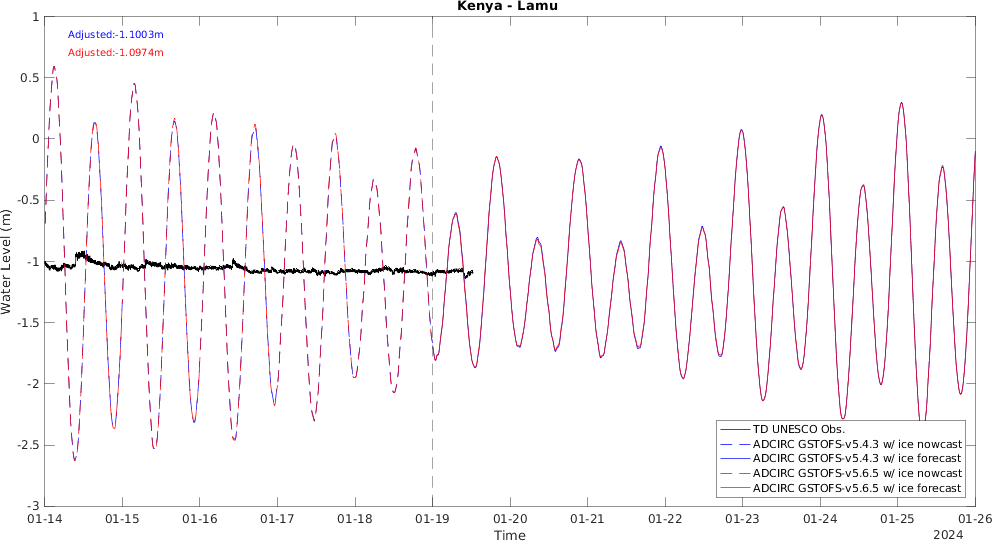 Kenya - Lamu
Adjusted:-1.1003m
Adjusted:-1.0974m
1
0.5
0
-0.5
-1
-1.5
-2
-2.5
-3
Water Level (m)
TD UNESCO Obs.
ADCIRC GSTOFS-v5.4.3 w/ ice nowcast
ADCIRC GSTOFS-v5.4.3 w/ ice forecast
ADCIRC GSTOFS-v5.6.5 w/ ice nowcast
ADCIRC GSTOFS-v5.6.5 w/ ice forecast
01-14 01-15 01-16 01-17 01-18 01-19 01-20 01-21 01-22 01-23 01-24 01-25 01-26
Time
2024